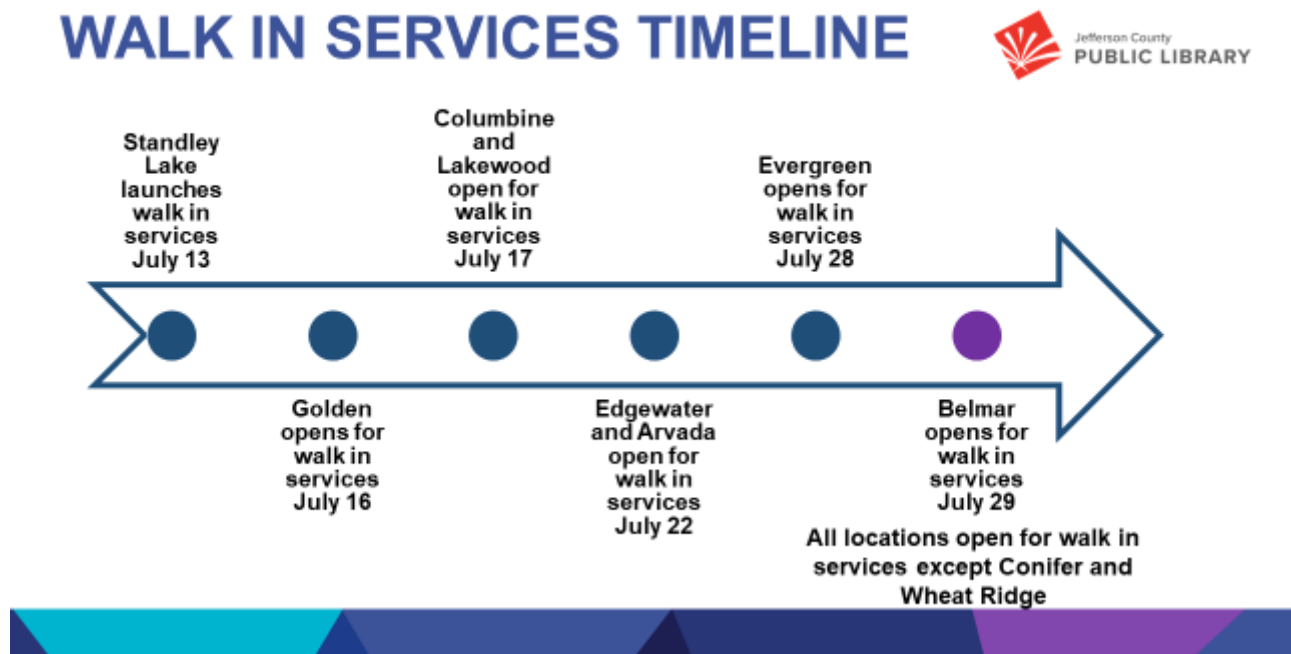 WALK IN SERVICES TIMELINE
Jefferson County
PUBLIC LIBRARY
Standley
Lake
launches
walk in
services
July 13
Golden
opens for
walk in
services
July 16
Columbine
and
Lakewood
open for
walk in
services
July 17
Edgewater
and Arvada
open for
walk in
services
July 22
Evergreen
opens for
walk in
services
July 28
Belmar
opens for
walk in
services
July 29
All locations open for walk in
services except Conifer and
Wheat Ridge